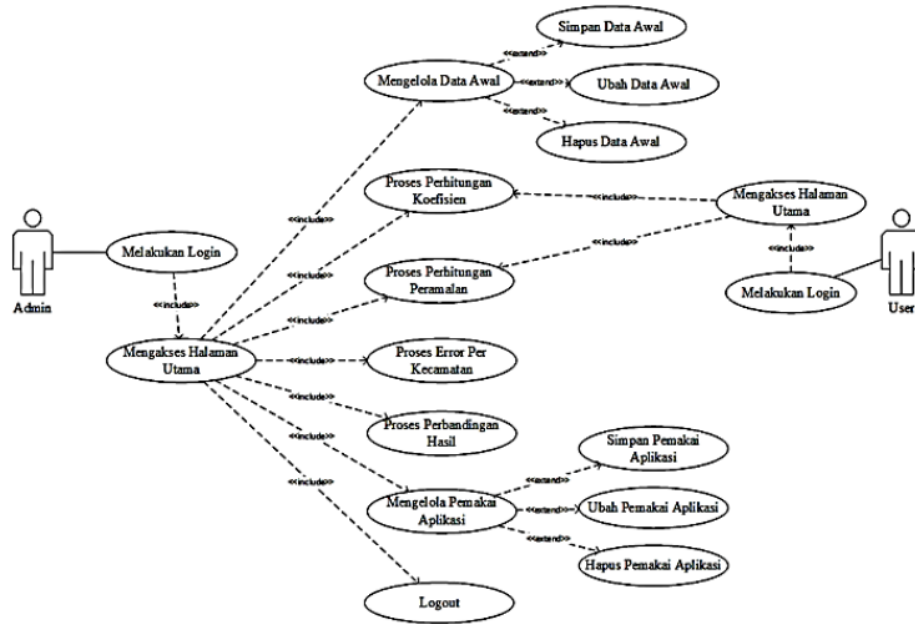 Simpan Data Awal
<<extend>>
Mengelola Data Awal
<<extend>>
Ubah Data Awal
<<extend>>
Hapus Data Awal
Proses Perhitungan
Koefisien
<<include>>
Mengakses Halaman
Utama
<<include>>
Melakukan Login
<<include>>
<<include>>
<<include>>
Proses Perhitungan
Peramalan
Melakukan Login
Admin
User
<<include>>
<<include>>
<<include>>
Mengakses Halaman
Utama
<<include>>
Proses Error Per
Kecamatan
<<include>>
Proses Perbandingan
Hasil
<<include>>
Simpan Pemakai
Aplikasi
<<include>>
Mengelola Pemakai
Aplikasi
<<extend>>
<<extend>>
Ubah Pemakai Aplikasi
<<extend>>
Hapus Pemakai Aplikasi
Logout